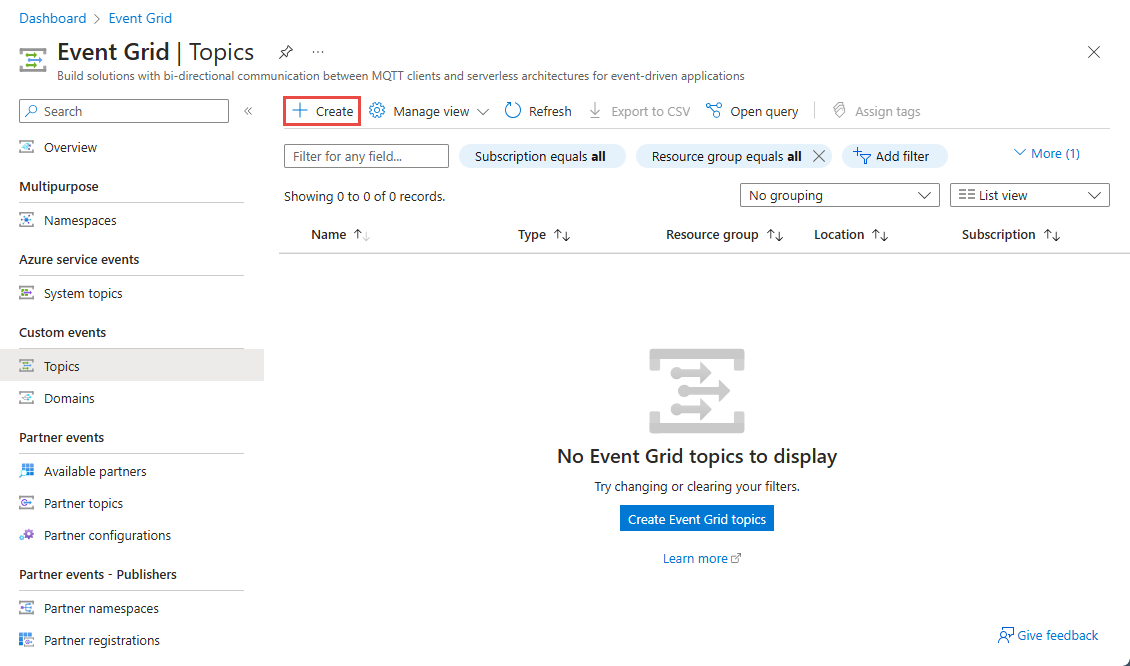 Dashboard > Event Grid
Event Grid | Topics ...
Build solutions with bi-directional communication between MQTT clients and serverless architectures for event-driven applications
Search «
Overview
Multipurpose
Namespaces
Azure service events
System topics
Custom events
Topics
Domains
Partner events
Available partners
Partner topics
Partner configurations
Partner events - Publishers
Partner namespaces
Partner registrations
Create Manage view Refresh Export to CSV Open query Assign tags
Filter for any field... Subscription equals all Resource group equals all Add filter More (1)
Showing 0 to 0 of 0 records. No grouping List view
Name ↑↓ Type ↑↓ Resource group ↑↓ Location ↑↓ Subscription ↑↓
No Event Grid topics to display
Try changing or clearing your filters.
Create Event Grid topics
Learn more
Give feedback